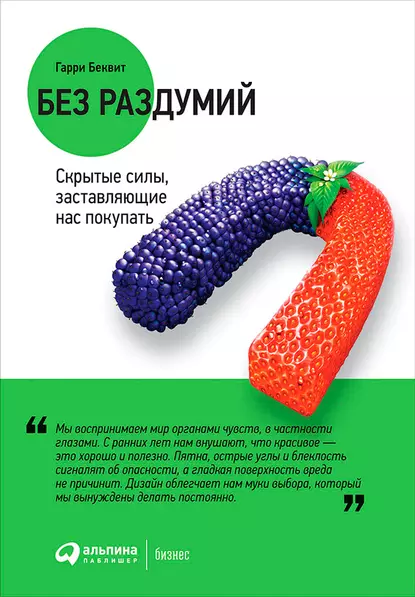 Гарри Беквит
БЕЗ РАЗДУМИЙ
Скрытые силы,
заставляющие
нас покупать
“ Мы воспринимаем мир органами чувств, в частности
глазами. С ранних лет нам внушают, что красивое —
это хорошо и полезно. Пятна, острые углы и блеклость
сигналят об опасности, а гладкая поверхность вреда
не причинит. Дизайн облегчает нам муки выбора, который
мы вынуждены делать постоянно. ”
альпина
ПАБЛИШЕР
бизнес